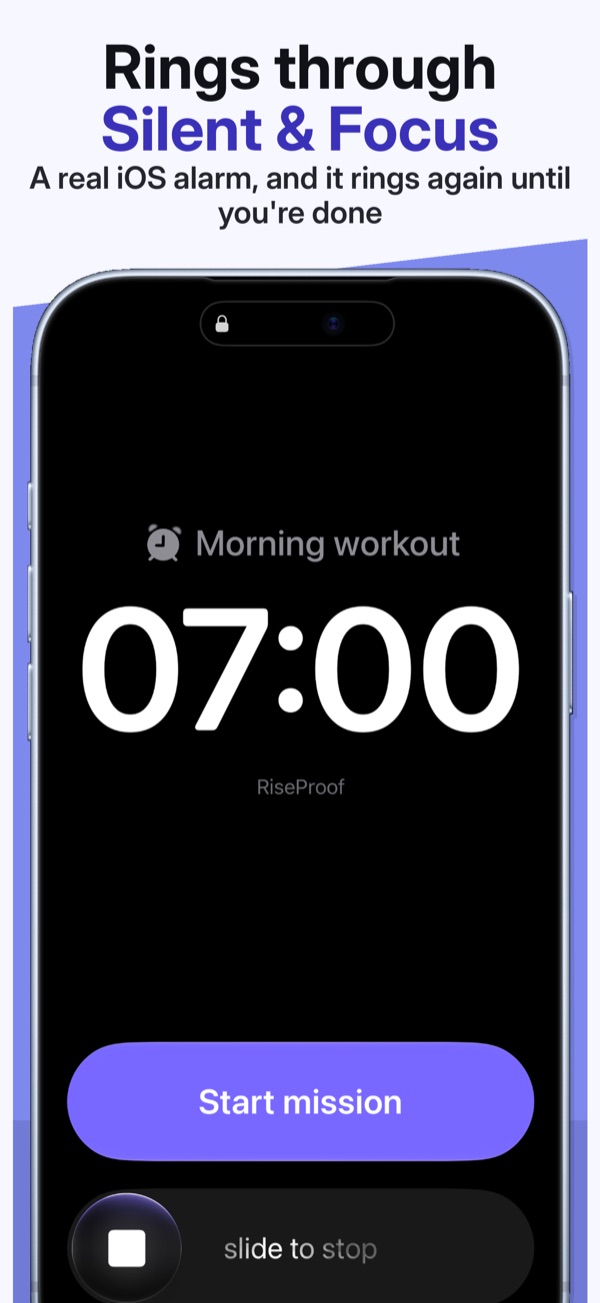 Rings through
Silent & Focus
A real iOS alarm, and it rings again until
you're done
Morning workout
07:00
RiseProof
Start mission
slide to stop